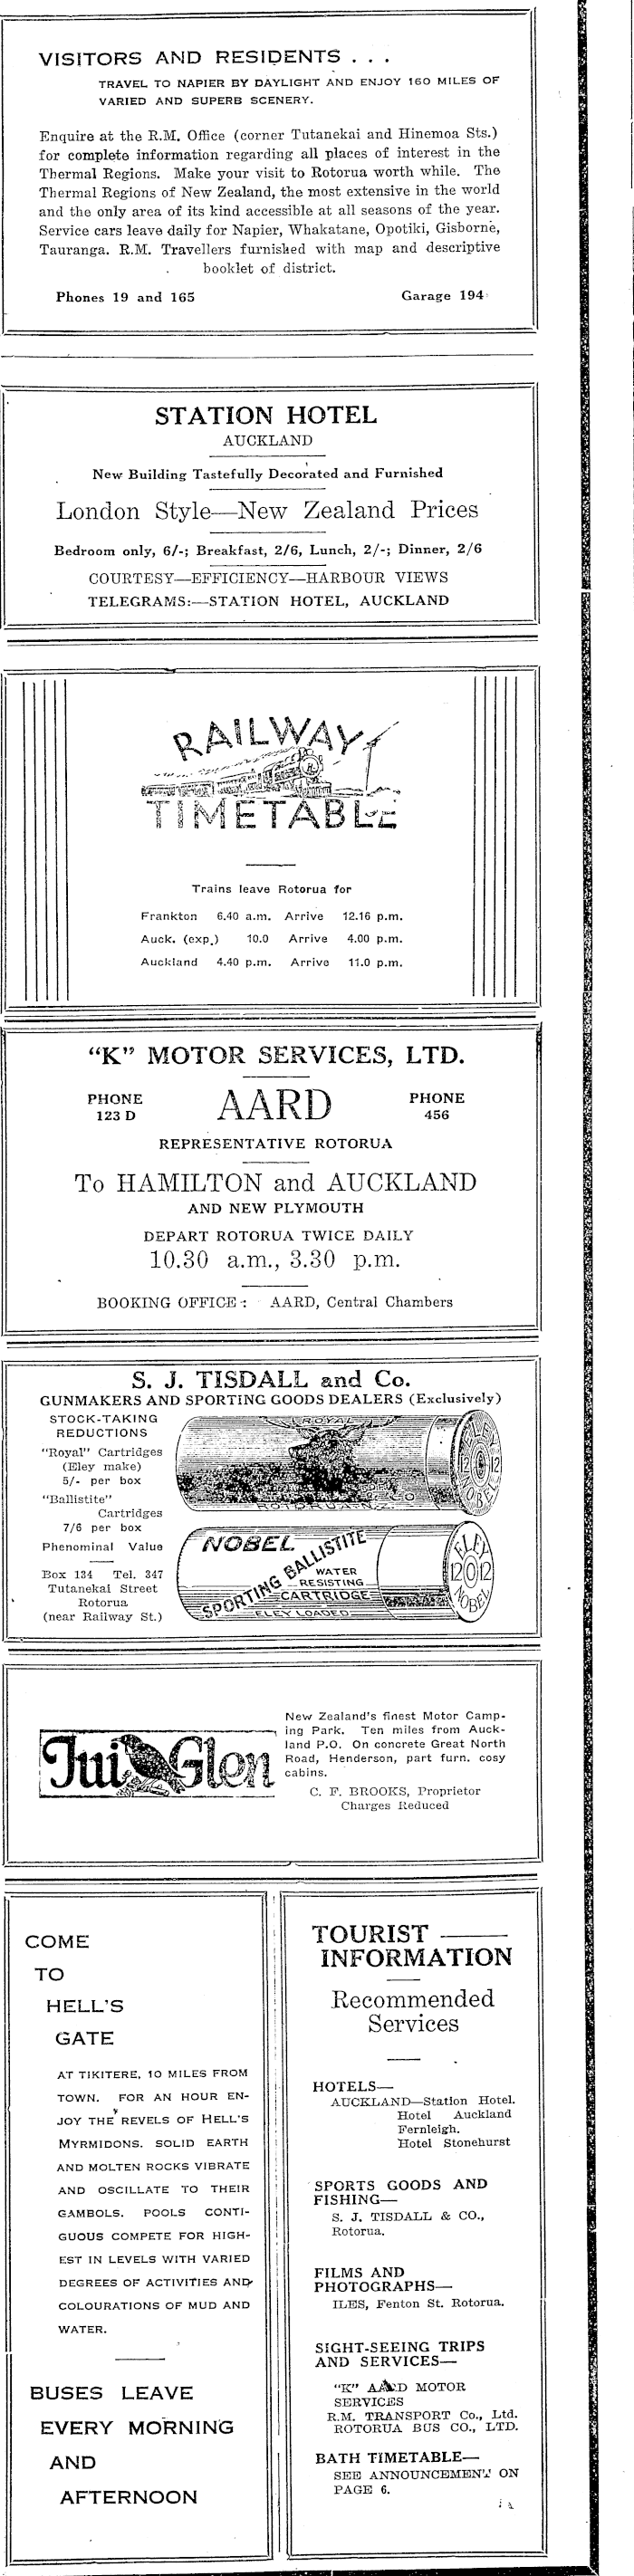 VISITORS AND RESIDENTS . . .
TRAVEL TO NAPIER BY DAYLIGHT AND ENJOY 160 MILES OF
VARIED AND SUPERB SCENERY.
Enquire at the R.M. Office (corner Tutanekai and Hinemoa Sts.)
for complete information regarding all places of interest in the
Thermal Regions. Make your visit to Rotorua worth while. The
Thermal Regions of New Zealand, the most extensive in the world
and the only area of its kind accessible at all seasons of the year.
Service cars leave daily for Napier, Whakatane, Opotiki, Gisborne,
Tauranga. R.M. Travellers furnished with map and descriptive
booklet of district.
Phones 19 and 165 Garage 194
STATION HOTEL
AUCKLAND
New Building Tastefully Decorated and Furnished
London Style—New Zealand Prices
Bedroom only, 6/-; Breakfast, 2/6, Lunch, 2/-; Dinner, 2/6
COURTESY—EFFICIENCY—HARBOUR VIEWS
TELEGRAMS:—STATION HOTEL, AUCKLAND
RAILWAY
TIMETABLE
Trains leave Rotorua for
Frankton 6.40 a.m. Arrive 12.16 p.m.
Auck. (exp.) 10.0 Arrive 4.00 p.m.
Auckland 4.40 p.m. Arrive 11.0 p.m.
"K" MOTOR SERVICES, LTD.
PHONE 123 D
AARD
PHONE 456
REPRESENTATIVE ROTORUA
To HAMILTON and AUCKLAND
AND NEW PLYMOUTH
DEPART ROTORUA TWICE DAILY
10.30 a.m., 3.30 p.m.
BOOKING OFFICE: AARD, Central Chambers
S. J. TISDALL and Co.
GUNMAKERS AND SPORTING GOODS DEALERS (Exclusively)
STOCK-TAKING
REDUCTIONS
"Royal" Cartridges
(Eley make)
5/- per box
"Ballistite"
Cartridges
7/6 per box
Phenominal Value
Box 134 Tel. 347
Tutanekai Street
Rotorua
(near Railway St.)
ROYAL
ROTORUA N.Z.
ELEY
12 12
NOBEL
NOBEL
SPORTING BALLISTITE
WATER
RESISTING
CARTRIDGE
ELEY LOADED
ELEY
12 12
NOBEL
Tui Glen
New Zealand's finest Motor Camp-
ing Park. Ten miles from Auck-
land P.O. On concrete Great North
Road, Henderson, part furn. cosy
cabins.
C. F. BROOKS, Proprietor
Charges Reduced
COME
TO
HELL'S
GATE
AT TIKITERE, 10 MILES FROM
TOWN. FOR AN HOUR EN-
JOY THE REVELS OF HELL'S
MYRMIDONS. SOLID EARTH
AND MOLTEN ROCKS VIBRATE
AND OSCILLATE TO THEIR
GAMBOLS. POOLS CONTI-
GUOUS COMPETE FOR HIGH-
EST IN LEVELS WITH VARIED
DEGREES OF ACTIVITIES AND
COLOURATIONS OF MUD AND
WATER.
BUSES LEAVE
EVERY MORNING
AND
AFTERNOON
TOURIST
INFORMATION
Recommended
Services
HOTELS—
AUCKLAND—Station Hotel.
Hotel Auckland
Fernleigh.
Hotel Stonehurst
SPORTS GOODS AND
FISHING—
S. J. TISDALL & CO.,
Rotorua.
FILMS AND
PHOTOGRAPHS—
ILES, Fenton St. Rotorua.
SIGHT-SEEING TRIPS
AND SERVICES—
"K" AARD MOTOR
SERVICES
R.M. TRANSPORT Co., Ltd.
ROTORUA BUS CO., LTD.
BATH TIMETABLE—
SEE ANNOUNCEMENT ON
PAGE 6.